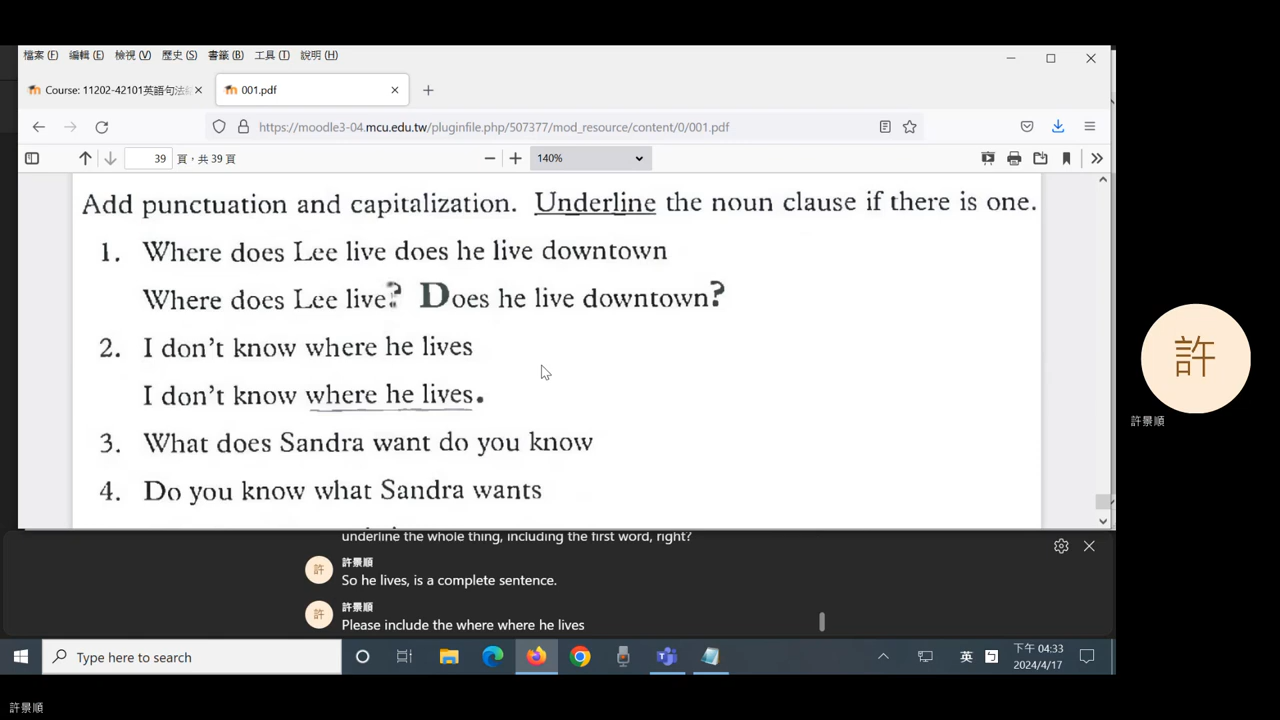 檔案(F) 編輯(E) 檢視(V) 歷史(S) 書籤(B) 工具(T) 說明(H)
Course: 11202-42101英語句法 001.pdf
https://moodle3-04.mcu.edu.tw/pluginfile.php/507377/mod_resource/content/0/001.pdf
39 頁,共 39 頁 140%
Add punctuation and capitalization. Underline the noun clause if there is one.
1. Where does Lee live does he live downtown
Where does Lee live? Does he live downtown?
2. I don't know where he lives
I don't know where he lives.
3. What does Sandra want do you know
4. Do you know what Sandra wants
underline the whole thing, including the first word, right?
許景順
許 So he lives, is a complete sentence.
許景順
許 Please include the where where he lives
許
許景順
Type here to search 英 下午 04:33
2024/4/17
許景順